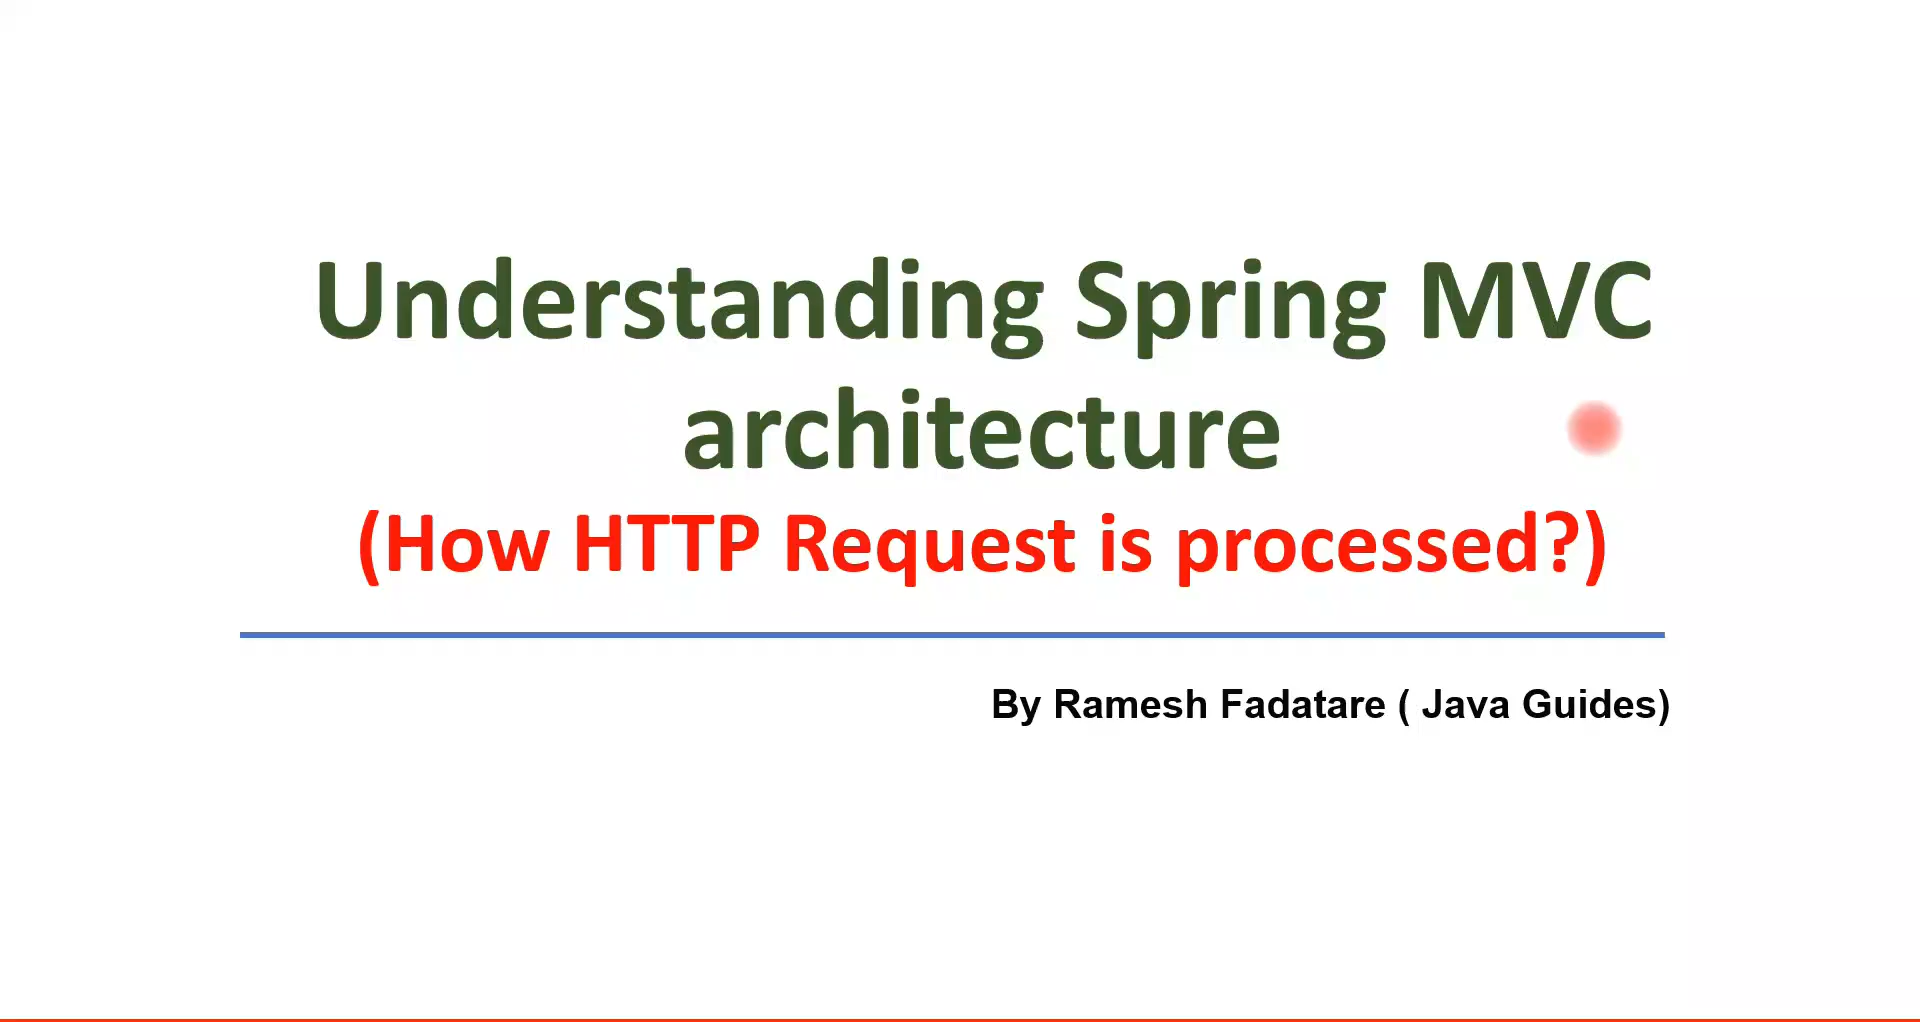 Understanding Spring MVC
architecture
(How HTTP Request is processed?)
By Ramesh Fadatare ( Java Guides)